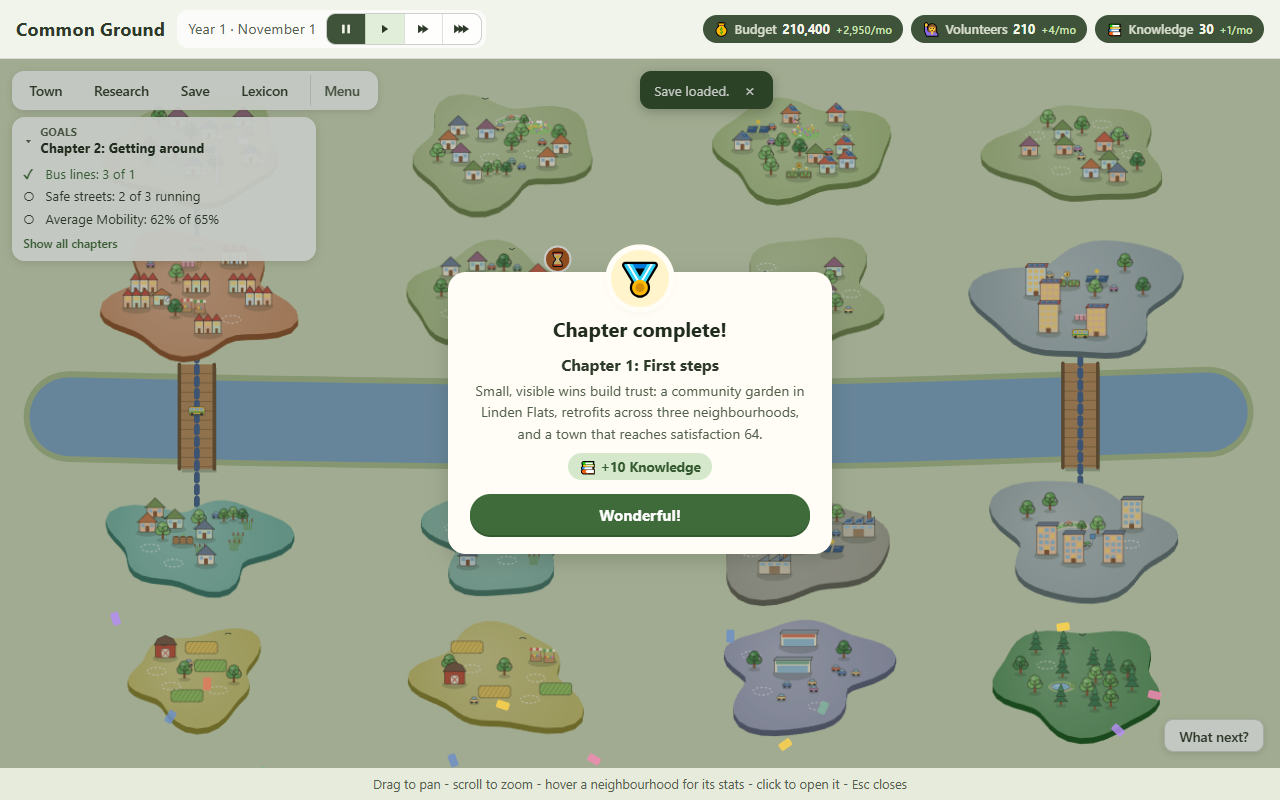 Common Ground
Year 1 · November 1
Budget 210,400 +2,950/mo
Volunteers 210 +4/mo
Knowledge 30 +1/mo
Town
Research
Save
Lexicon
Menu
Save loaded. ×
GOALS
Chapter 2: Getting around
✓ Bus lines: 3 of 1
Safe streets: 2 of 3 running
Average Mobility: 62% of 65%
Show all chapters
Chapter complete!
Chapter 1: First steps
Small, visible wins build trust: a community garden in
Linden Flats, retrofits across three neighbourhoods,
and a town that reaches satisfaction 64.
+10 Knowledge
Wonderful!
What next?
Drag to pan - scroll to zoom - hover a neighbourhood for its stats - click to open it - Esc closes